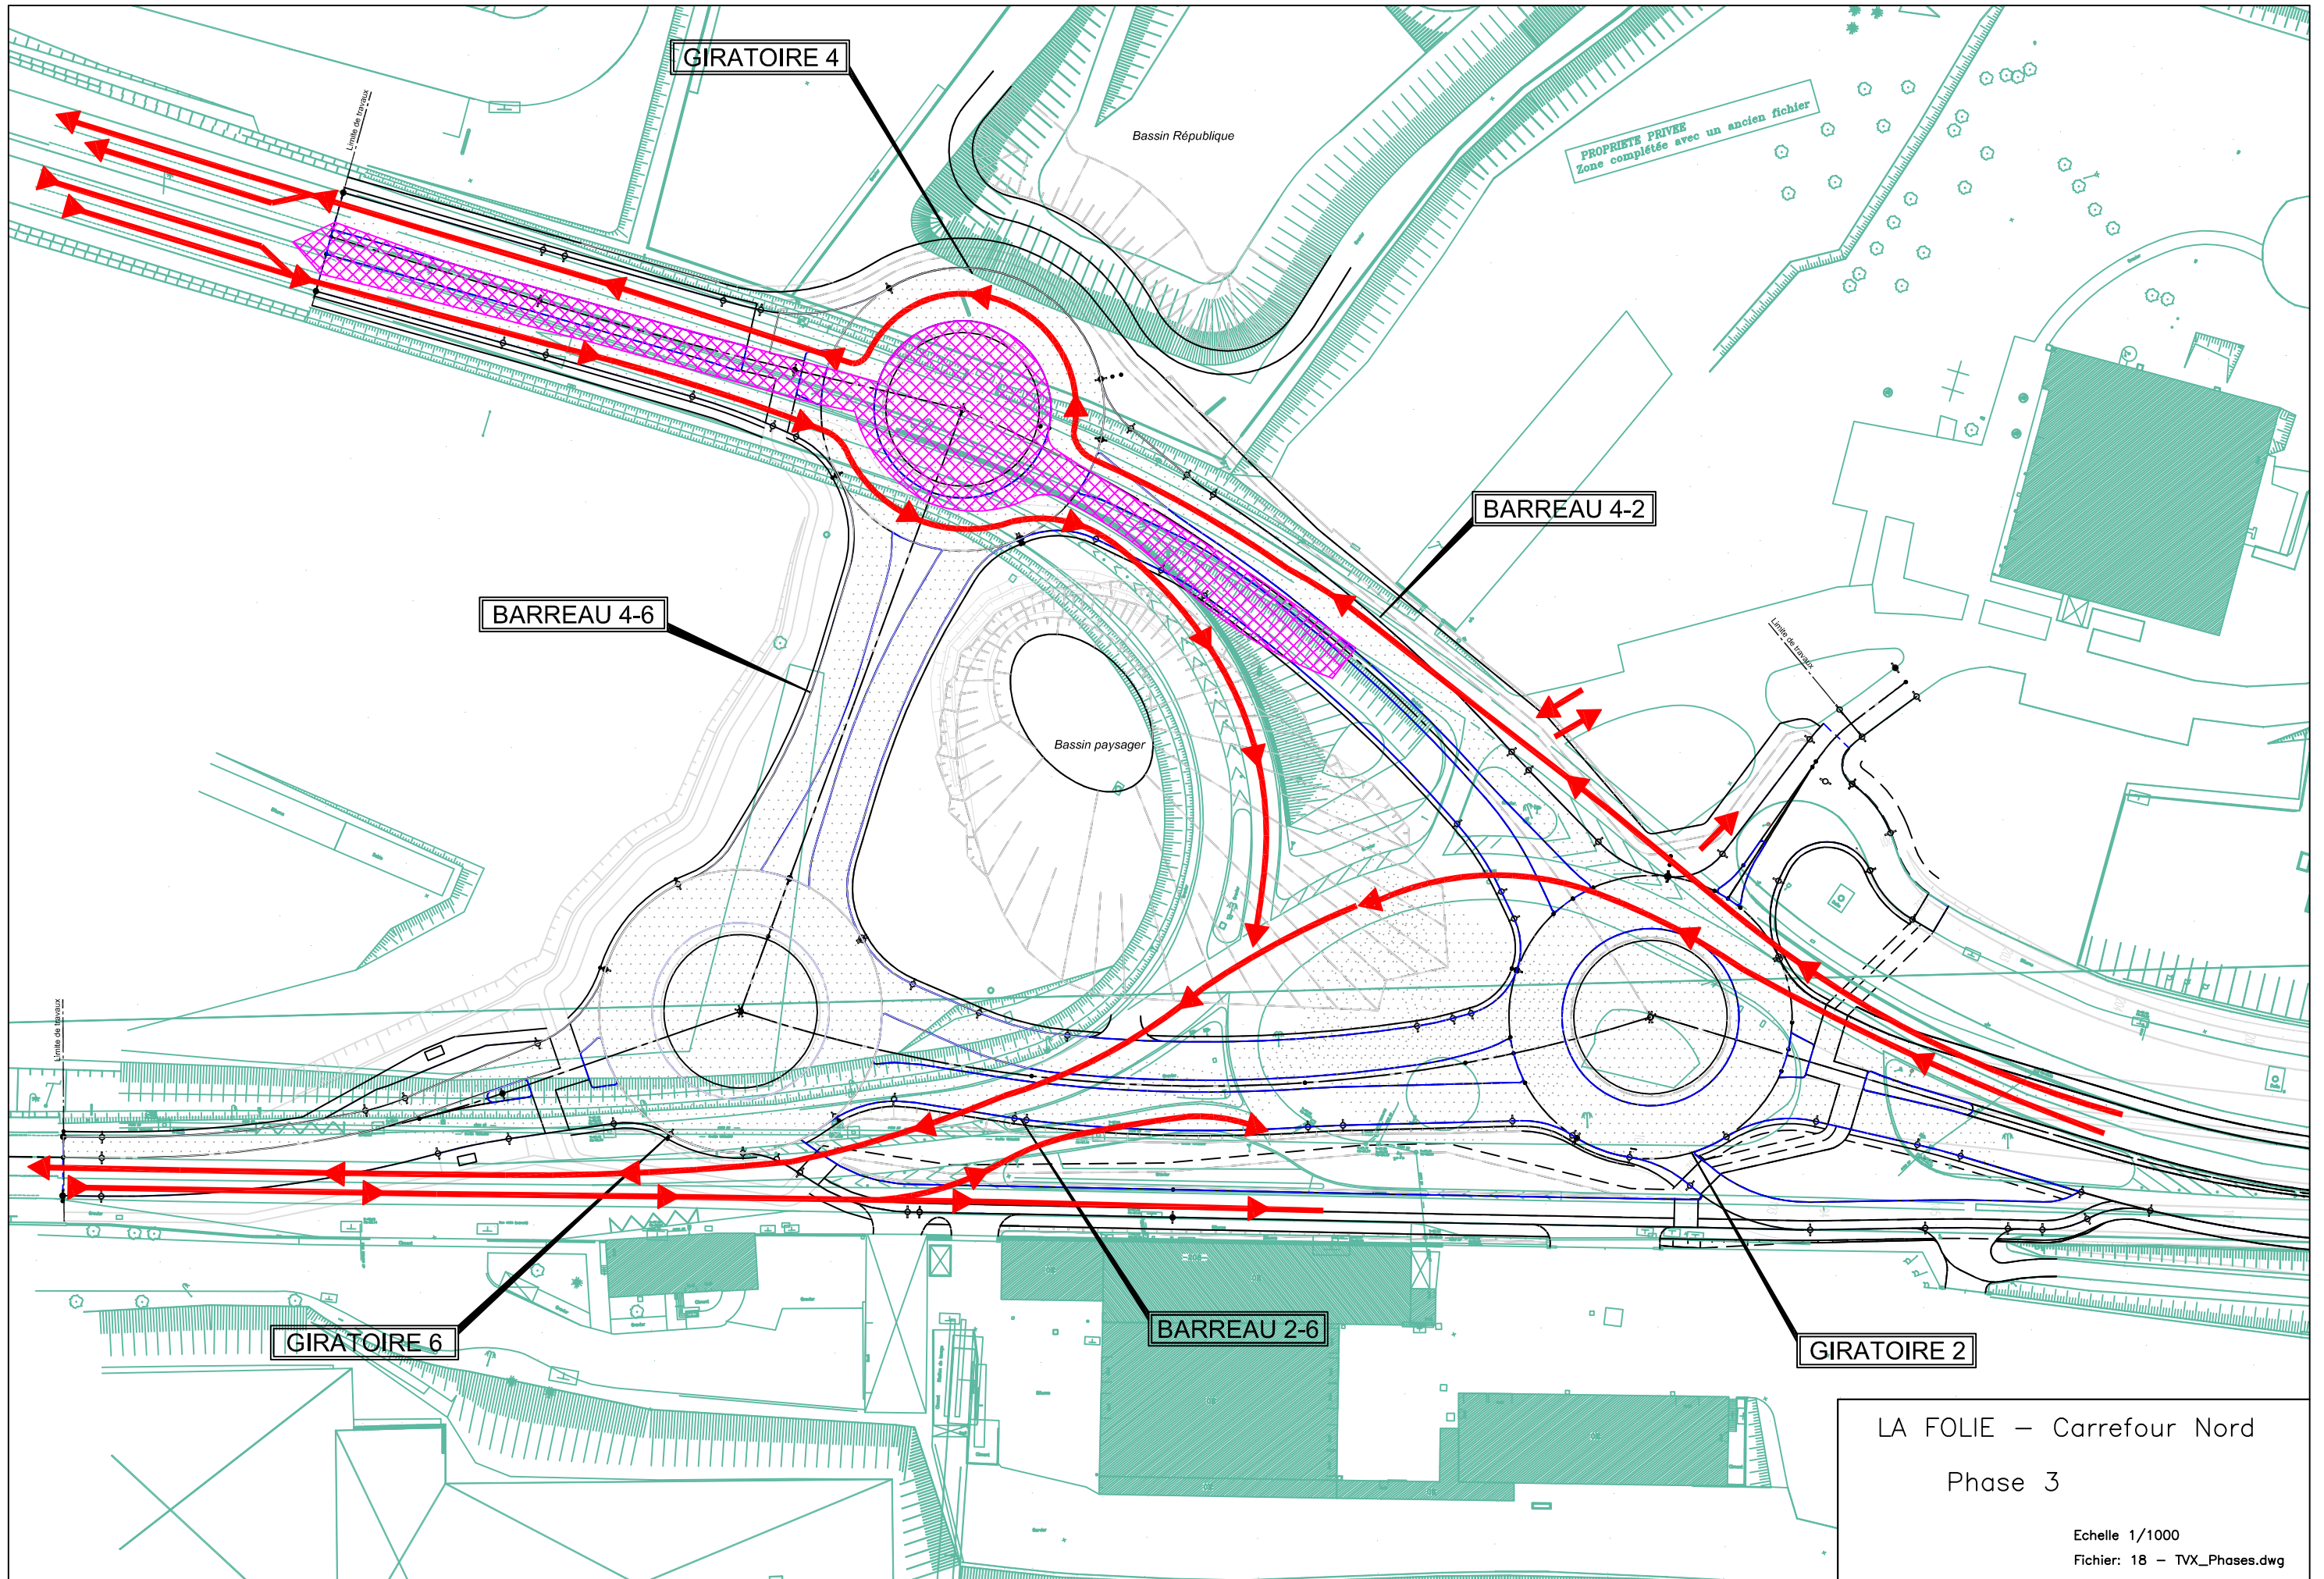 GIRATOIRE 4
Limite de travaux
Bassin République
PROPRIETE PRIVEE
Zone complétée avec un ancien fichier
BARREAU 4-2
BARREAU 4-6
Limite de travaux
Bassin paysager
Limite de travaux
GIRATOIRE 6
BARREAU 2-6
GIRATOIRE 2
LA FOLIE – Carrefour Nord
Phase 3
Echelle 1/1000
Fichier: 18 – TVX_Phases.dwg